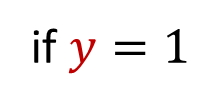 if y = 1